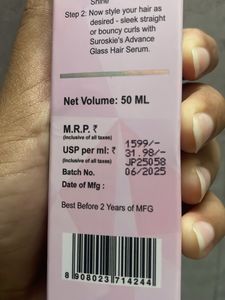 Shine
Step 2: Now style your hair as
desired - sleek straight
or bouncy curls with
Suroskie's Advance
Glass Hair Serum.
Net Volume: 50 ML
M.R.P. ₹ 1599/-
(Inclusive of all taxes)
USP per ml: ₹ 31.98/-
(Inclusive of all taxes)
Batch No. JP25058
Date of Mfg : 06/2025
Best Before 2 Years of MFG
8 908023 714244